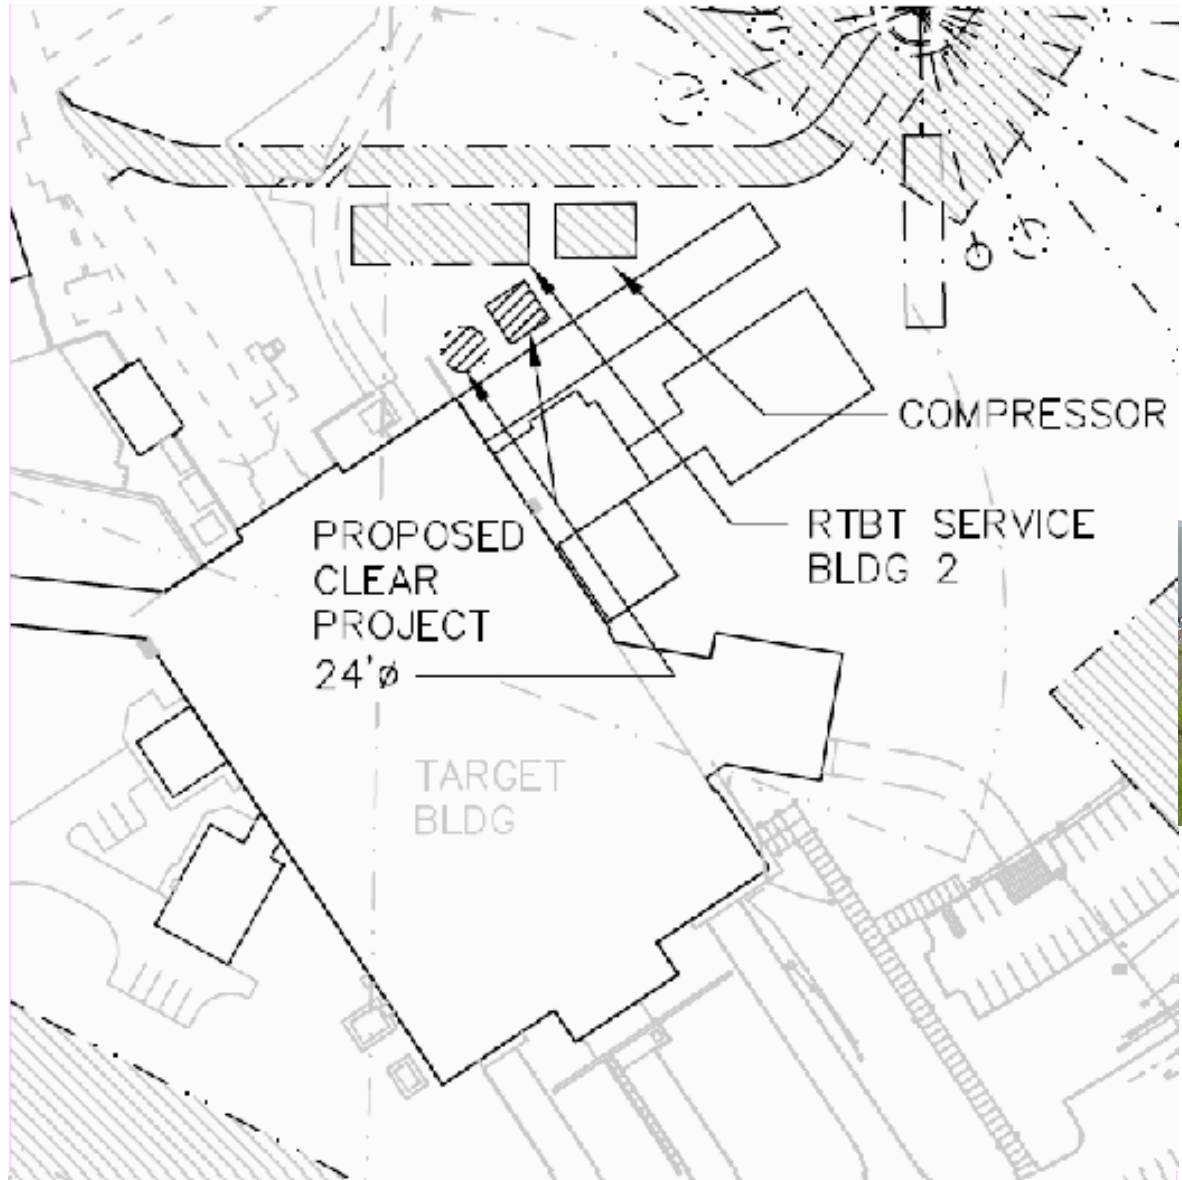 COMPRESSOR
RTBT SERVICE
BLDG 2
PROPOSED
CLEAR
PROJECT
24'ø
TARGET
BLDG